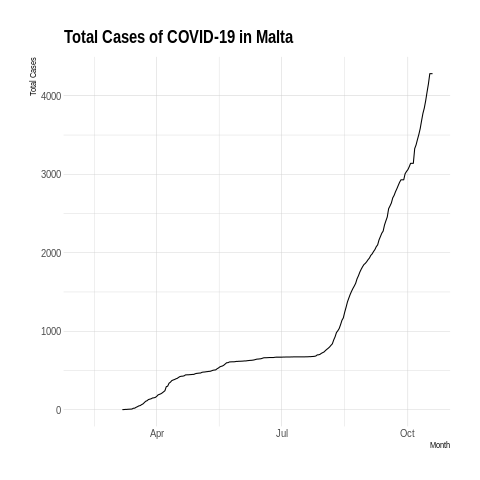 Total Cases of COVID-19 in Malta
Total Cases
4000
3000
2000
1000
0
Apr Jul Oct
Month